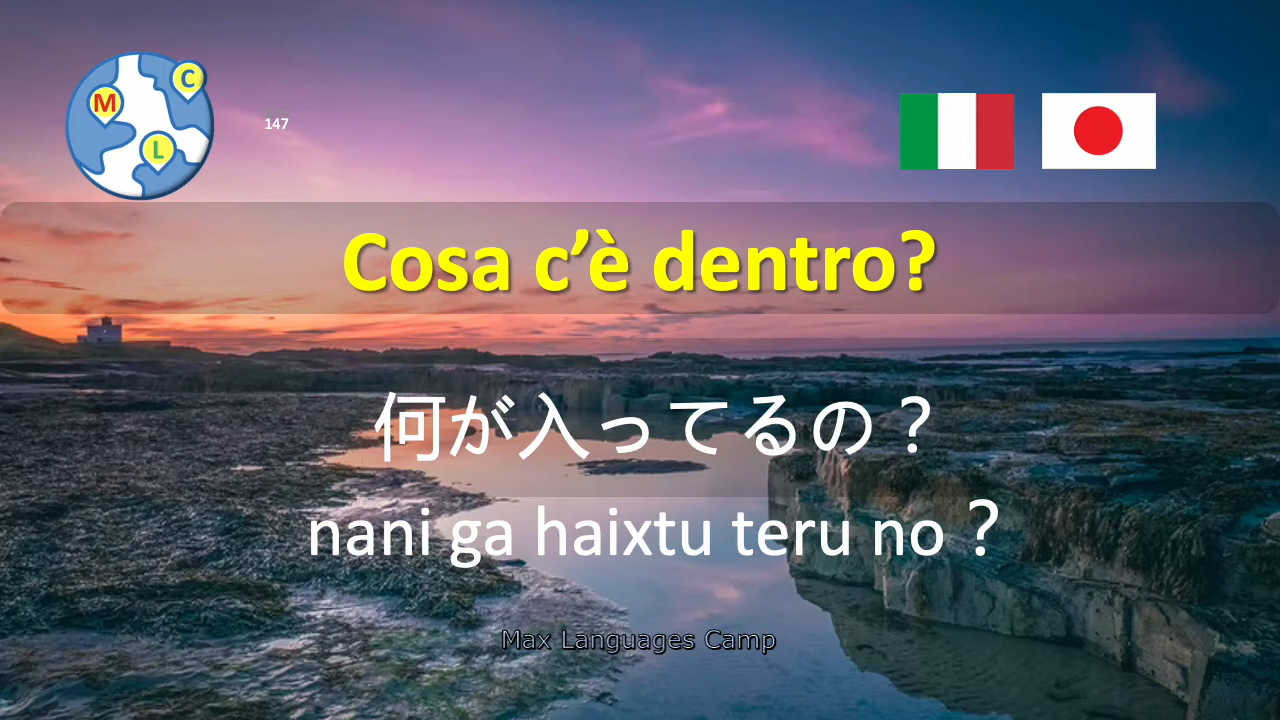 C
M
L
147
Cosa c’è dentro?
何が入ってるの？
nani ga haixtu teru no？
Max Languages Camp